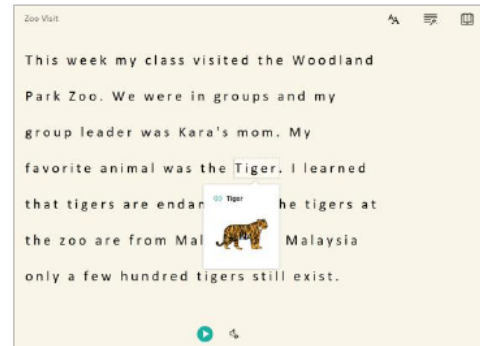 Zoo Visit
This week my class visited the Woodland
Park Zoo. We were in groups and my
group leader was Kara's mom. My
favorite animal was the Tiger. I learned
that tigers are endan he tigers at
Tiger
the zoo are from Mal Malaysia
only a few hundred tigers still exist.